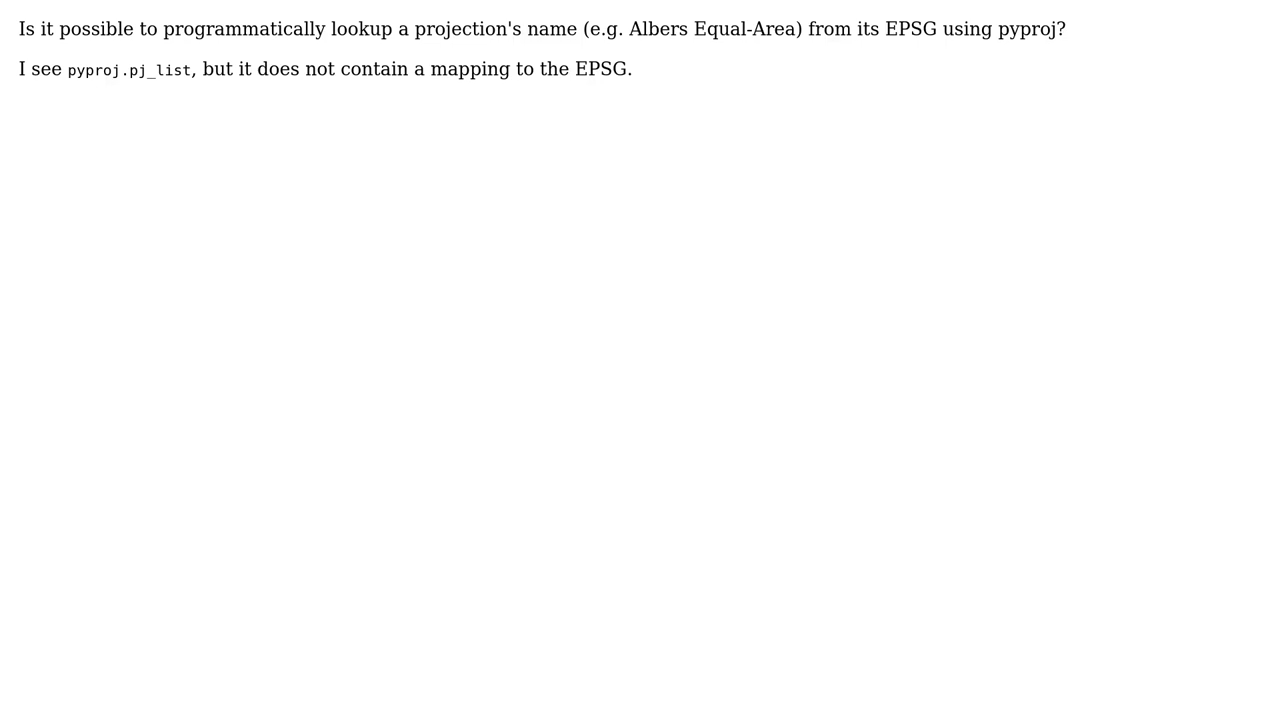 Is it possible to programmatically lookup a projection's name (e.g. Albers Equal-Area) from its EPSG using pyproj?
I see pyproj.pj_list, but it does not contain a mapping to the EPSG.